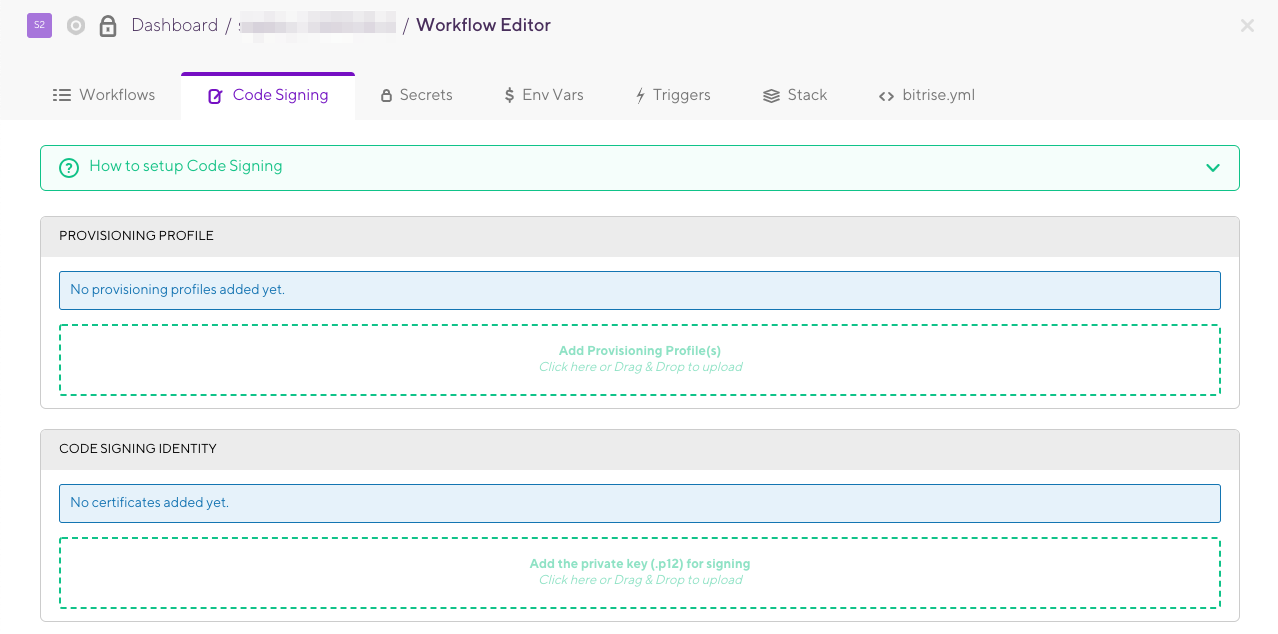 S2 Dashboard / / Workflow Editor
Workflows Code Signing Secrets $ Env Vars Triggers Stack <> bitrise.yml
? How to setup Code Signing
PROVISIONING PROFILE
No provisioning profiles added yet.
Add Provisioning Profile(s)
Click here or Drag & Drop to upload
CODE SIGNING IDENTITY
No certificates added yet.
Add the private key (.p12) for signing
Click here or Drag & Drop to upload